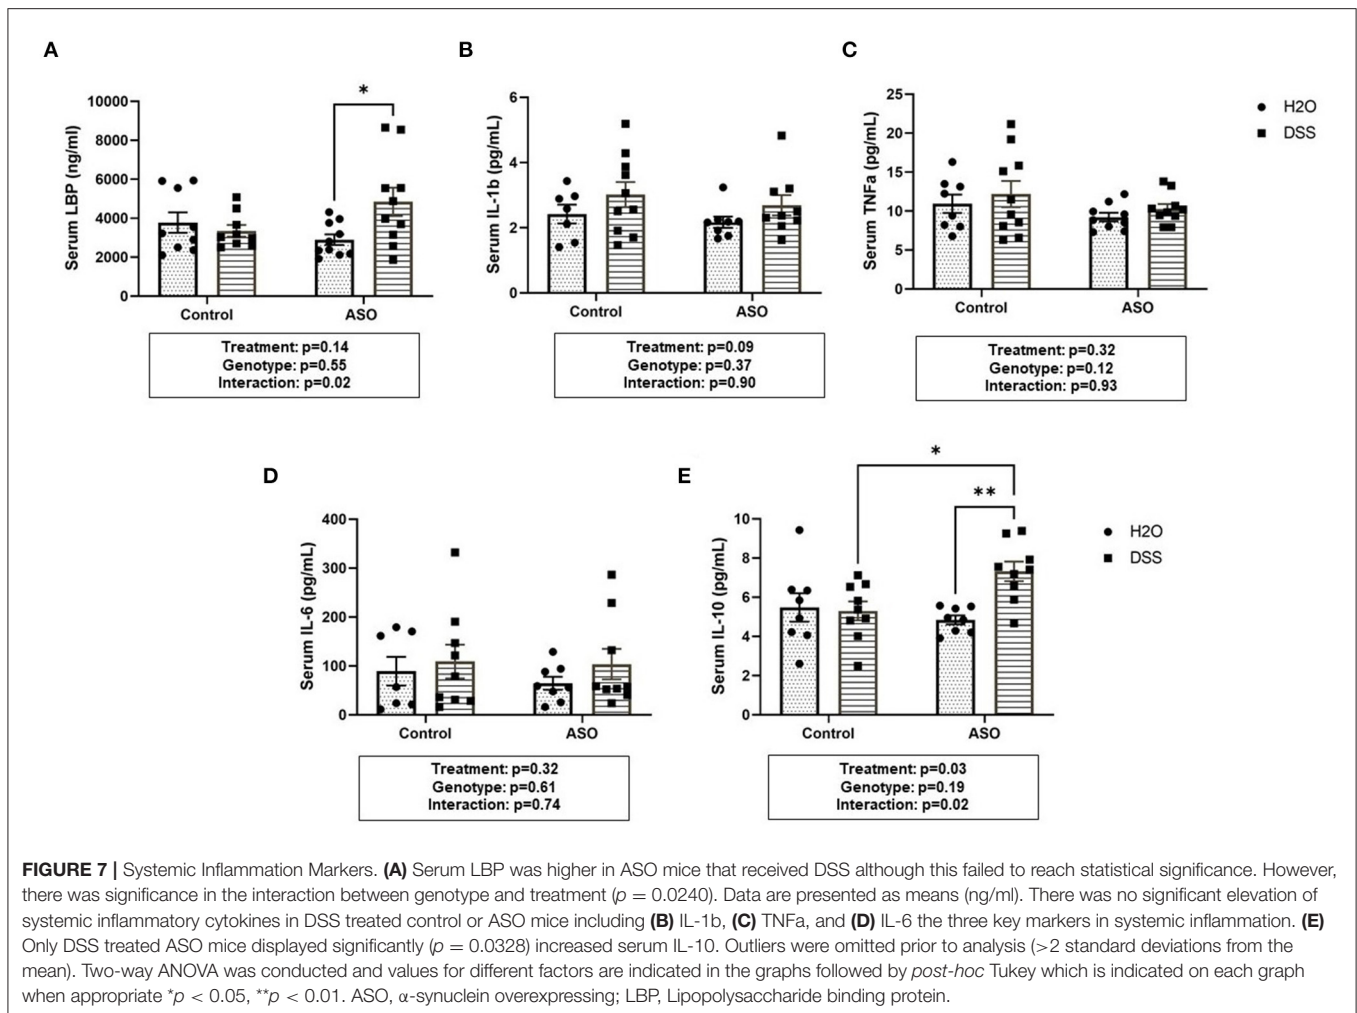 A
B
C
*
10000
8000
6000
4000
2000
0
Serum LBP (ng/ml)
Control
ASO
Treatment: p=0.14
Genotype: p=0.55
Interaction: p=0.02
6
4
2
0
Serum IL-1b (pg/mL)
Control
ASO
Treatment: p=0.09
Genotype: p=0.37
Interaction: p=0.90
25
20
15
10
5
0
Serum TNFa (pg/mL)
Control
ASO
Treatment: p=0.32
Genotype: p=0.12
Interaction: p=0.93
H2O
DSS
D
E
400
300
200
100
0
Serum IL-6 (pg/mL)
Control
ASO
Treatment: p=0.32
Genotype: p=0.61
Interaction: p=0.74
*
**
10
8
6
4
2
0
Serum IL-10 (pg/mL)
Control
ASO
Treatment: p=0.03
Genotype: p=0.19
Interaction: p=0.02
H2O
DSS
FIGURE 7 | Systemic Inflammation Markers. (A) Serum LBP was higher in ASO mice that received DSS although this failed to reach statistical significance. However,
there was significance in the interaction between genotype and treatment (p = 0.0240). Data are presented as means (ng/ml). There was no significant elevation of
systemic inflammatory cytokines in DSS treated control or ASO mice including (B) IL-1b, (C) TNFa, and (D) IL-6 the three key markers in systemic inflammation. (E)
Only DSS treated ASO mice displayed significantly (p = 0.0328) increased serum IL-10. Outliers were omitted prior to analysis (>2 standard deviations from the
mean). Two-way ANOVA was conducted and values for different factors are indicated in the graphs followed by post-hoc Tukey which is indicated on each graph
when appropriate *p < 0.05, **p < 0.01. ASO, α-synuclein overexpressing; LBP, Lipopolysaccharide binding protein.